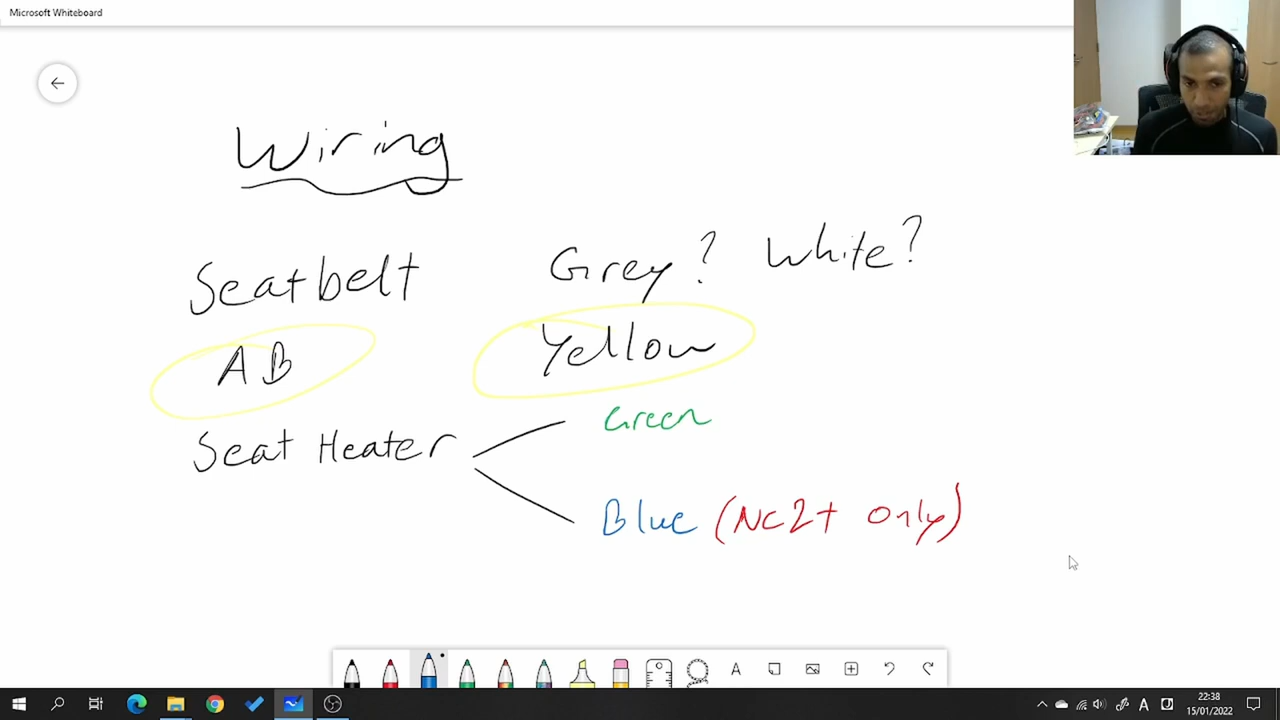 Microsoft Whiteboard
Wiring
Seatbelt Grey? White?
AB Yellow
Seat Heater Green
Blue (NC2+ only)
A
A
22:38
15/01/2022